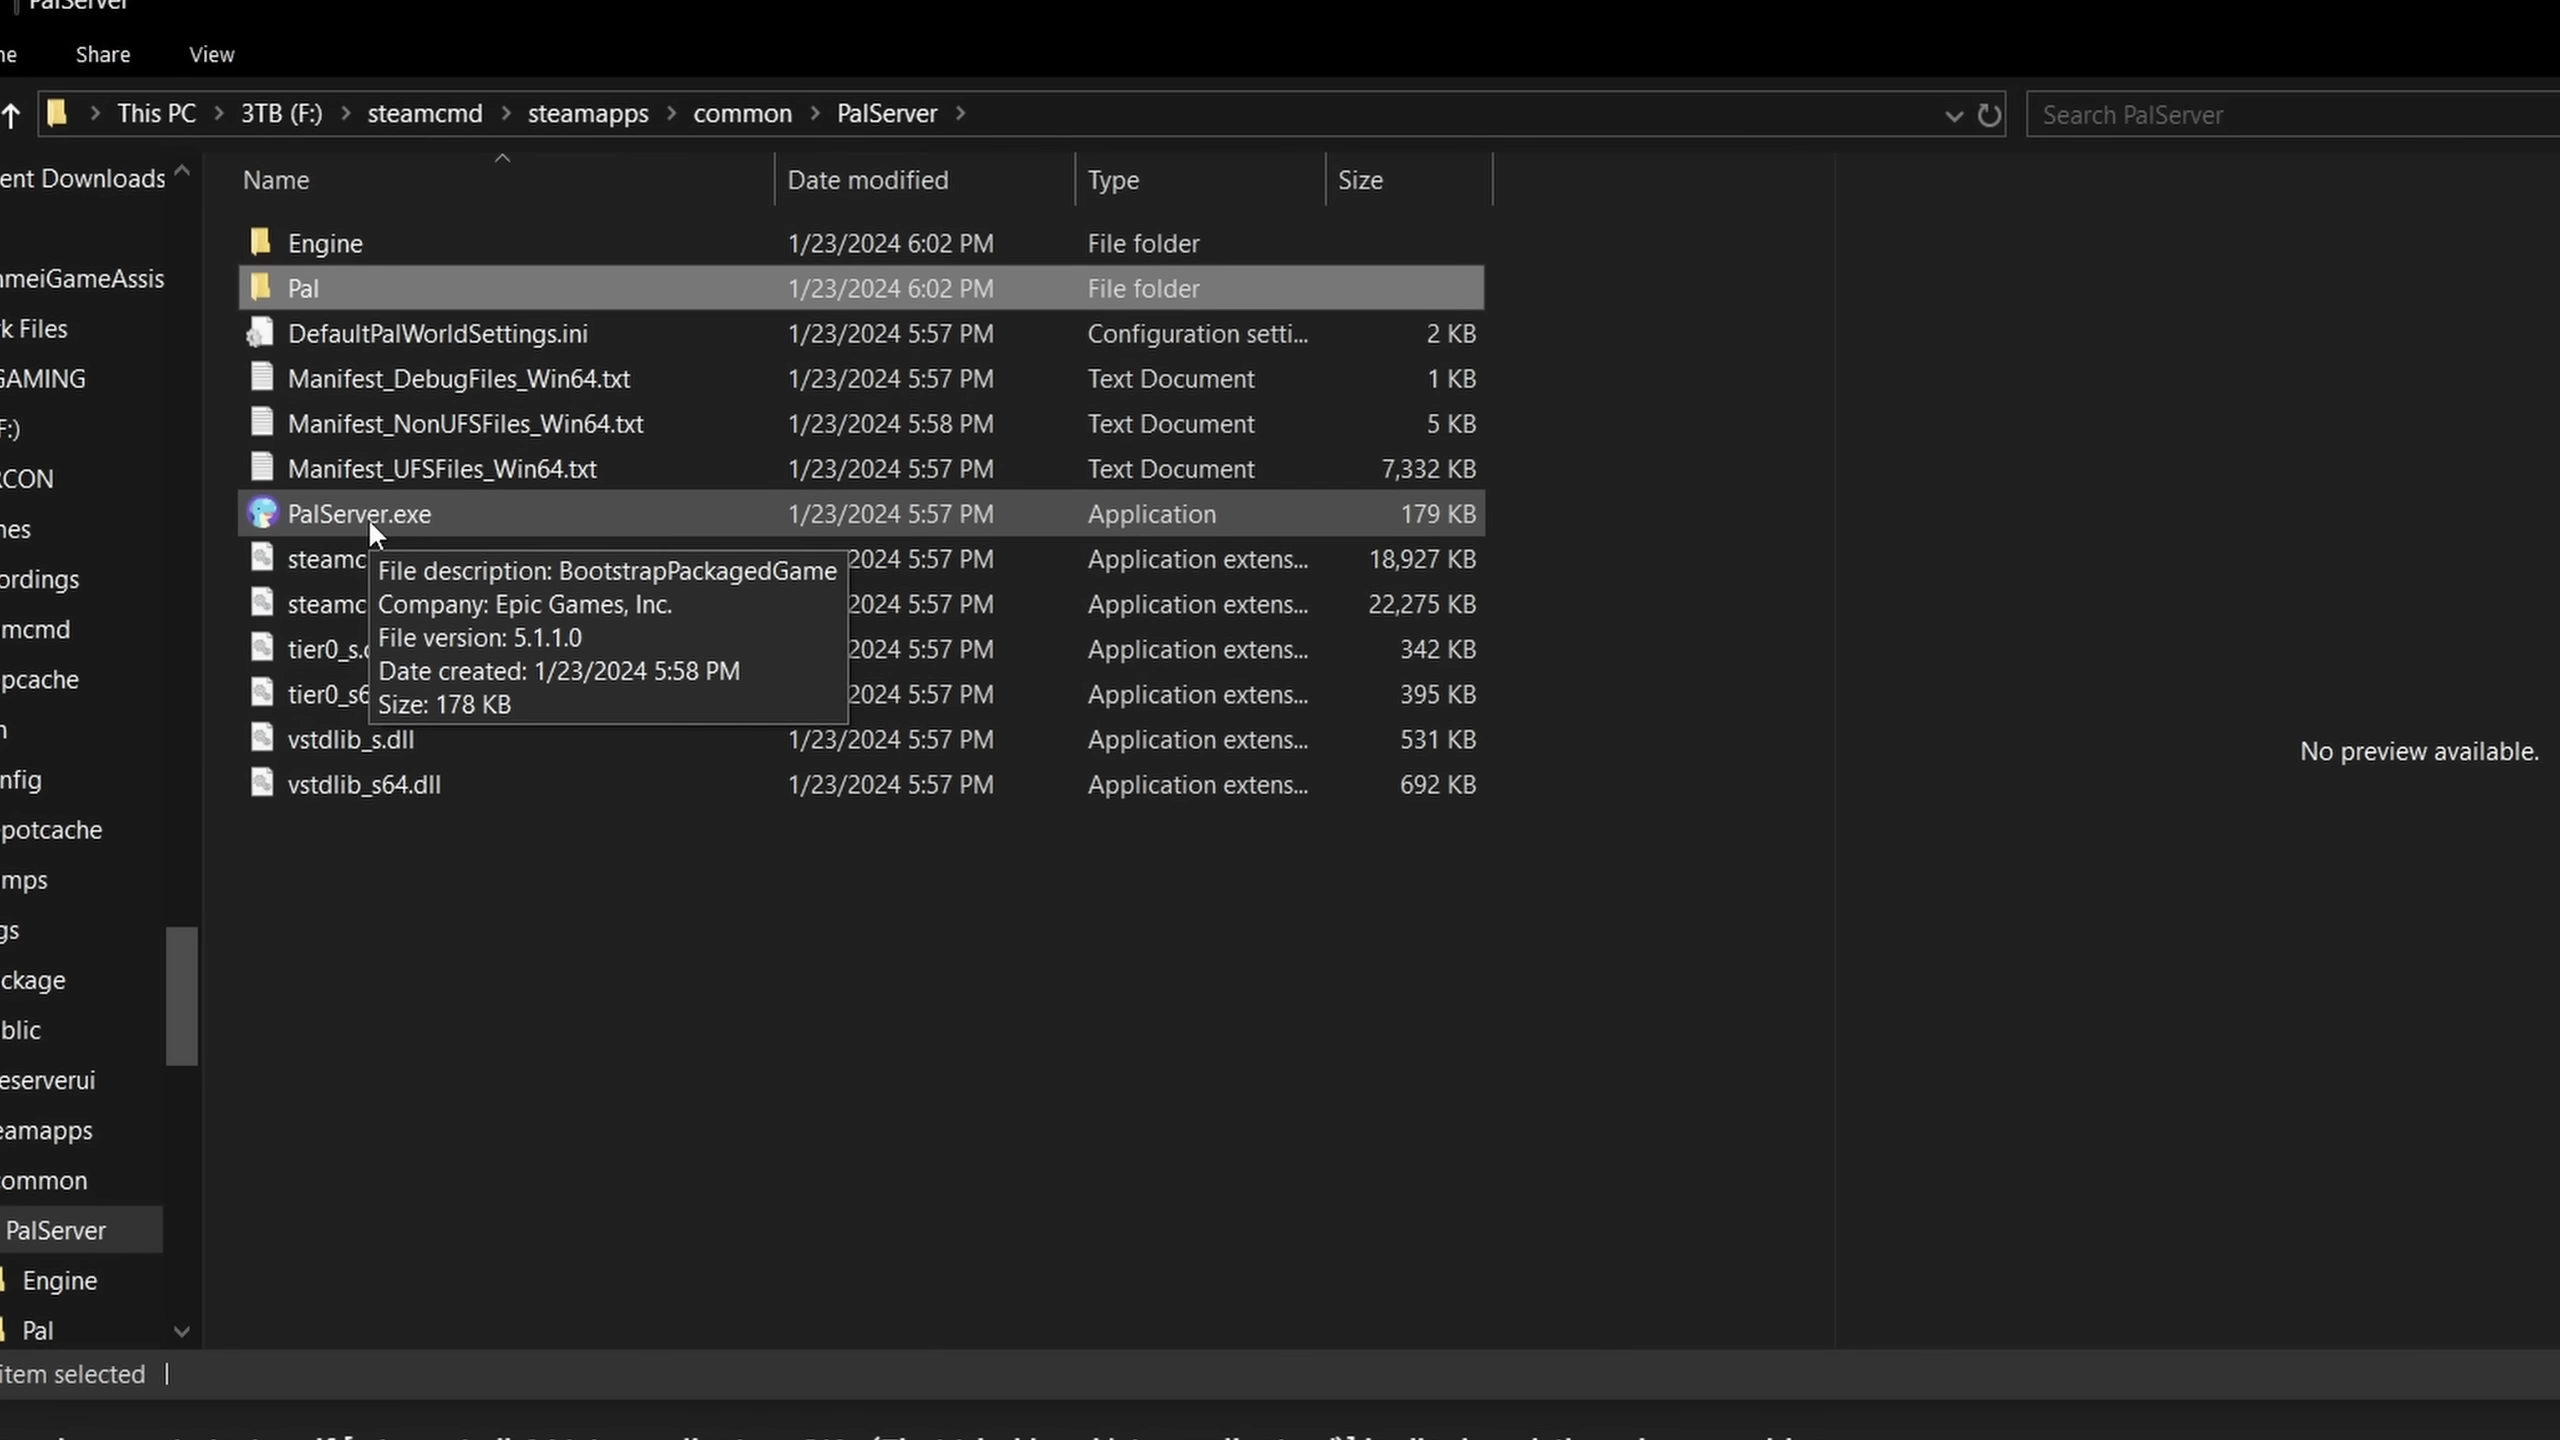 PalServer
Share View
This PC 3TB (F:) steamcmd steamapps common PalServer
Search PalServer
ent Downloads
nmeiGameAssis
k Files
GAMING
F:)
RCON
nes
ordings
mcmd
pcache
n
nfig
potcache
mps
gs
ckage
blic
eserverui
eamapps
ommon
PalServer
Engine
Pal
Name Date modified Type Size
Engine 1/23/2024 6:02 PM File folder
Pal 1/23/2024 6:02 PM File folder
DefaultPalWorldSettings.ini 1/23/2024 5:57 PM Configuration setti... 2 KB
Manifest_DebugFiles_Win64.txt 1/23/2024 5:57 PM Text Document 1 KB
Manifest_NonUFSFiles_Win64.txt 1/23/2024 5:58 PM Text Document 5 KB
Manifest_UFSFiles_Win64.txt 1/23/2024 5:57 PM Text Document 7,332 KB
PalServer.exe 1/23/2024 5:57 PM Application 179 KB
steamc 2024 5:57 PM Application extens... 18,927 KB
steamc 2024 5:57 PM Application extens... 22,275 KB
tier0_s. 2024 5:57 PM Application extens... 342 KB
tier0_s6 2024 5:57 PM Application extens... 395 KB
vstdlib_s.dll 1/23/2024 5:57 PM Application extens... 531 KB
vstdlib_s64.dll 1/23/2024 5:57 PM Application extens... 692 KB
File description: BootstrapPackagedGame
Company: Epic Games, Inc.
File version: 5.1.1.0
Date created: 1/23/2024 5:58 PM
Size: 178 KB
No preview available.
item selected